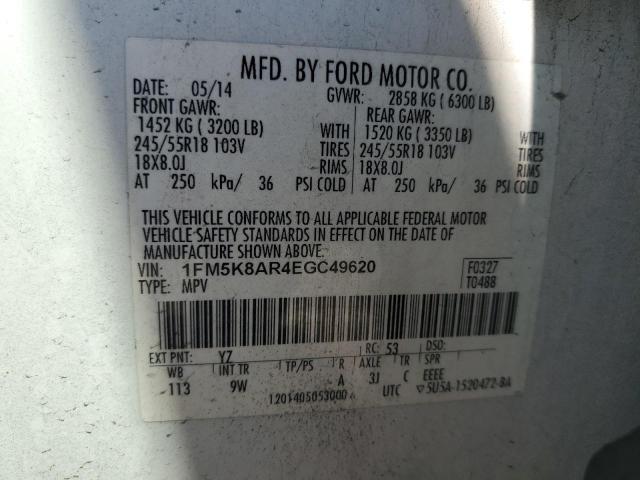 MFD. BY FORD MOTOR CO.
DATE: 05/14 GVWR: 2858 KG ( 6300 LB)
FRONT GAWR: REAR GAWR:
1452 KG ( 3200 LB) WITH 1520 KG ( 3350 LB) WITH
245/55R18 103V TIRES 245/55R18 103V TIRES
18X8.0J RIMS 18X8.0J RIMS
AT 250 kPa/ 36 PSI COLD AT 250 kPa/ 36 PSI COLD
THIS VEHICLE CONFORMS TO ALL APPLICABLE FEDERAL MOTOR
VEHICLE SAFETY STANDARDS IN EFFECT ON THE DATE OF
MANUFACTURE SHOWN ABOVE.
VIN: 1FM5K8AR4EGC49620 F0327
TYPE: MPV T0488
EXT PNT: YZ RC: 53 DSO:
WB INT TR TP/PS R AXLE TR SPR
113 9W A 3J C EEEE
1201405053000 UTC ▽5U5A-1520472-BA